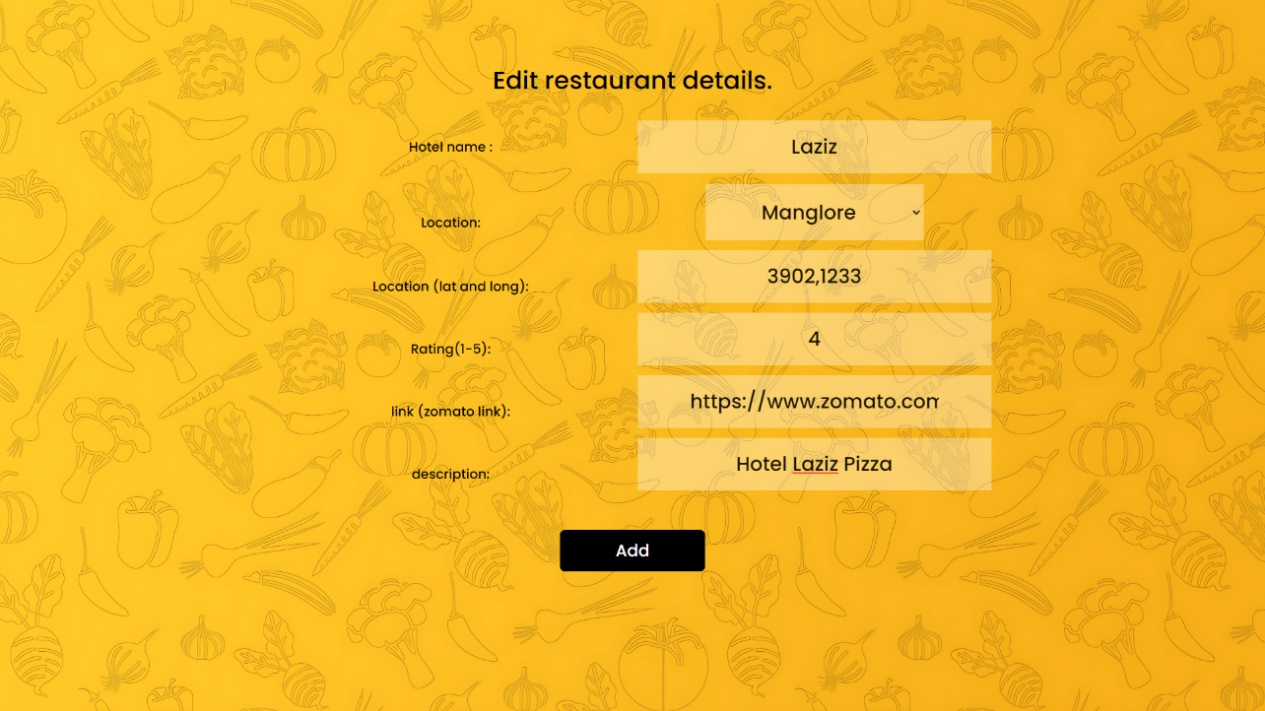 Edit restaurant details.
Hotel name : Laziz
Location: Manglore
Location (lat and long): 3902,1233
Rating(1-5): 4
link (zomato link): https://www.zomato.com
description: Hotel Laziz Pizza
Add